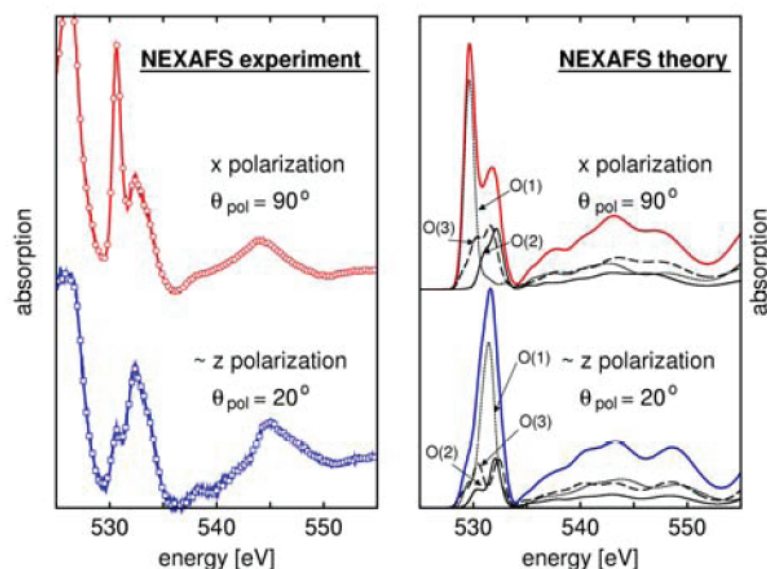 NEXAFS experiment
x polarization
θ pol = 90°
~ z polarization
θ pol = 20°
absorption
530 540 550
energy [eV]
NEXAFS theory
x polarization
θ pol = 90°
O(1)
O(3)
O(2)
~ z polarization
θ pol = 20°
O(1)
O(3)
O(2)
absorption
530 540 550
energy [eV]